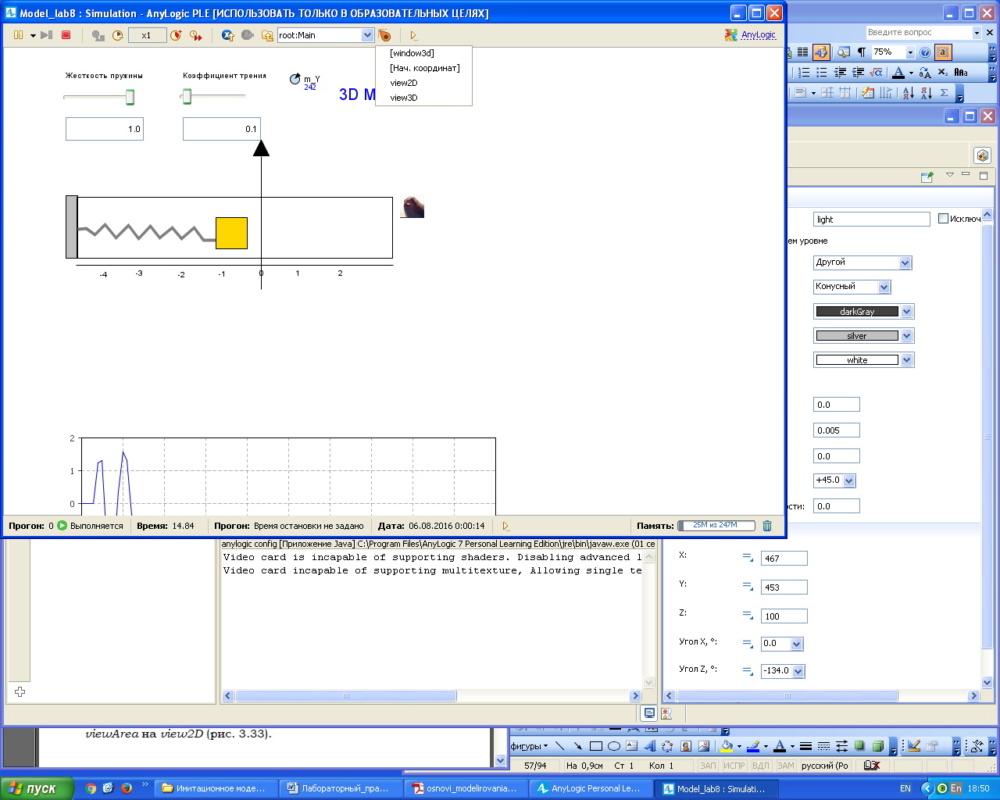 Model_lab8 : Simulation - AnyLogic PLE [ИСПОЛЬЗОВАТЬ ТОЛЬКО В ОБРАЗОВАТЕЛЬНЫХ ЦЕЛЯХ]
x1
root:Main
AnyLogic
Введите вопрос
75%
[window3d]
[Нач. координат]
view2D
view3D
Жесткость пружины
Коэффициент трения
m_Y
242
3D M
1.0
0.1
-4
-3
-2
-1
0
1
2
2
1
0
light
Исключ
ем уровне
Другой
Конусный
darkGray
silver
white
0.0
0.005
0.0
+45.0
сти:
0.0
Прогон: 0
Выполняется
Время: 14.84
Прогон: Время остановки не задано
Дата: 06.08.2016 0:00:14
Память:
25M из 247M
anylogic config [Приложение Java] C:\Program Files\AnyLogic 7 Personal Learning Edition\jre\bin\javaw.exe (01 се
Video card is incapable of supporting shaders. Disabling advanced l
Video card incapable of supporting multitexture, Allowing single te
X:
467
Y:
453
Z:
100
Угол X, °:
0.0
Угол Z, °:
-134.0
viewArea на view2D (рис. 3.33).
фигуры
57/94
На 0,9см
Ст 1
Кол 1
ЗАП
ИСПР
ВДЛ
ЗАМ
русский (Ро
пуск
Имитационное моде...
Лабораторный_пра...
osnovi_modelirovania...
AnyLogic Personal Le...
Model_lab8 : Simulati...
EN
En
18:50